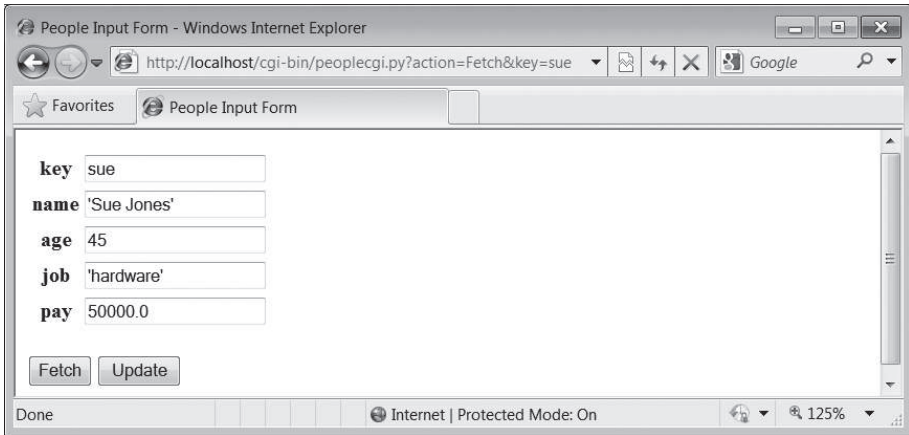 People Input Form - Windows Internet Explorer
http://localhost/cgi-bin/peoplecgi.py?action=Fetch&key=sue
Google
Favorites
People Input Form
key sue
name 'Sue Jones'
age 45
job 'hardware'
pay 50000.0
Fetch Update
Done
Internet | Protected Mode: On
125%